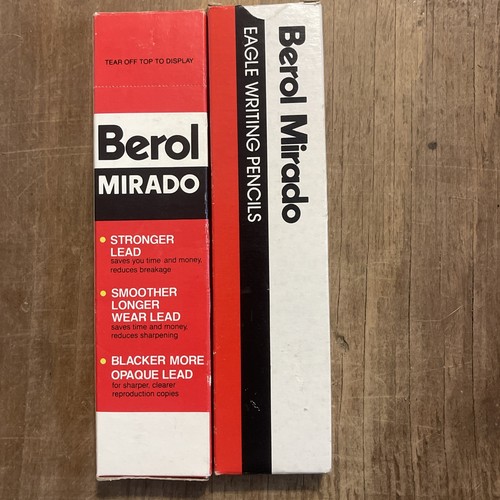 TEAR OFF TOP TO DISPLAY
Berol
MIRADO
STRONGER
LEAD
saves you time and money,
reduces breakage
SMOOTHER
LONGER
WEAR LEAD
saves time and money,
reduces sharpening
BLACKER MORE
OPAQUE LEAD
for sharper, clearer
reproduction copies
Berol Mirado
EAGLE WRITING PENCILS